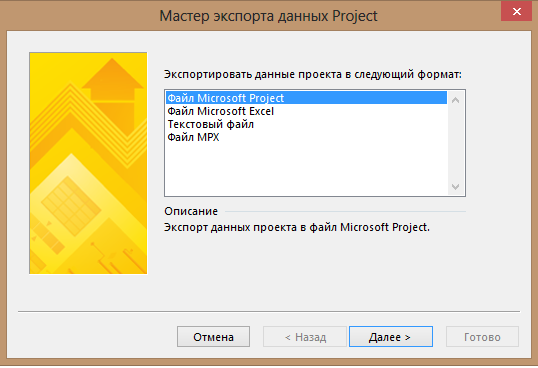 Мастер экспорта данных Project
Экспортировать данные проекта в следующий формат:
Файл Microsoft Project
Файл Microsoft Excel
Текстовый файл
Файл MPX
Описание
Экспорт данных проекта в файл Microsoft Project.
Отмена
< Назад
Далее >
Готово